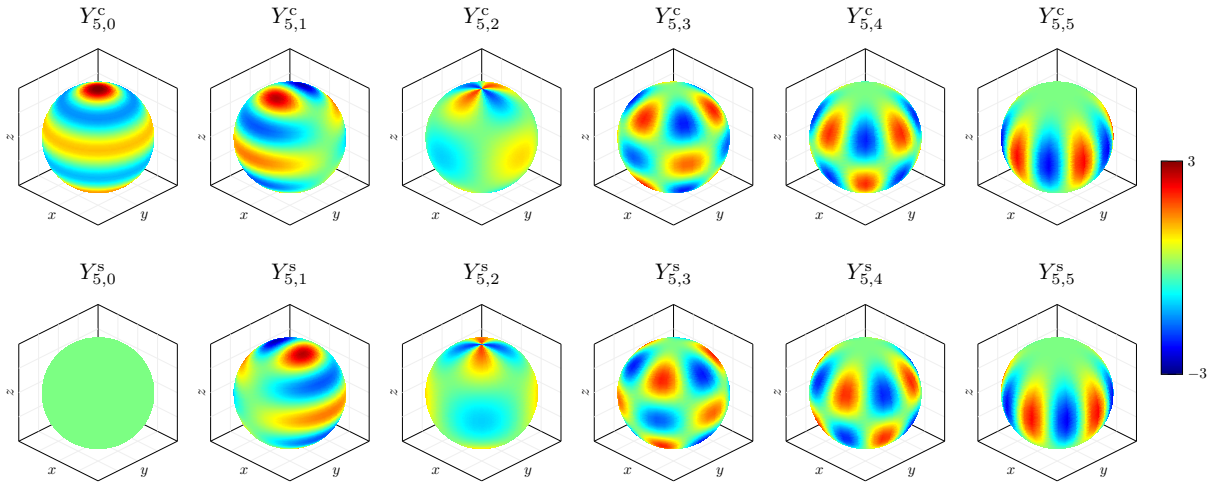 Y^c_{5,0} Y^c_{5,1} Y^c_{5,2} Y^c_{5,3} Y^c_{5,4} Y^c_{5,5}
z z z z z z
x y x y x y x y x y x y
3
−3
Y^s_{5,0} Y^s_{5,1} Y^s_{5,2} Y^s_{5,3} Y^s_{5,4} Y^s_{5,5}
z z z z z z
x y x y x y x y x y x y